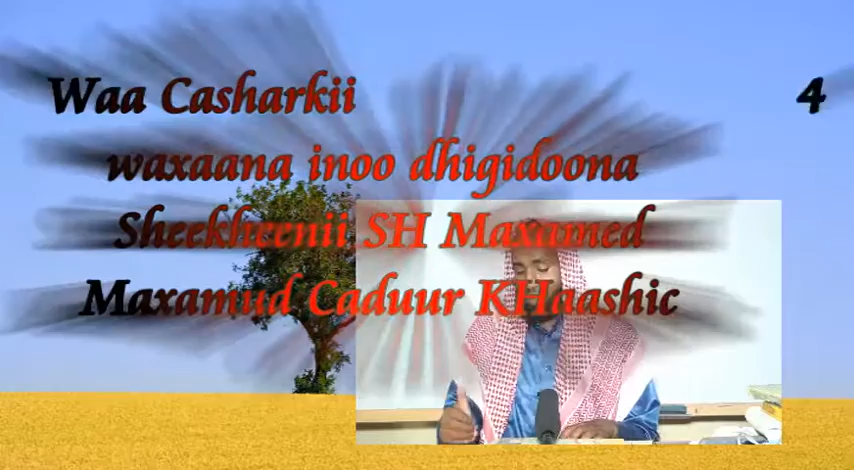 Waa Casharkii 4
waxaana inoo dhigidoona
Sheekheenii SH Maxamed
Maxamud Caduur KHaashic